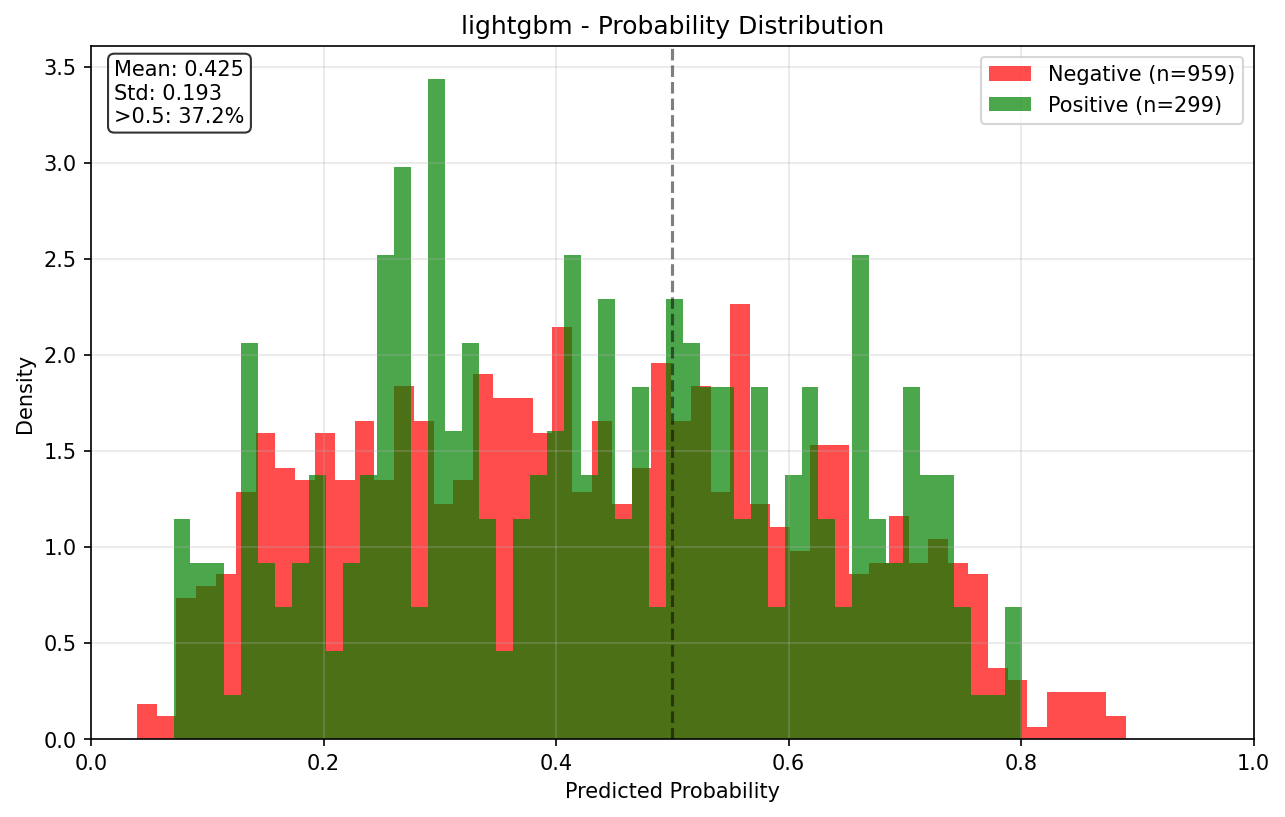 lightgbm - Probability Distribution
Mean: 0.425
Std: 0.193
>0.5: 37.2%
Negative (n=959)
Positive (n=299)
Density
3.5
3.0
2.5
2.0
1.5
1.0
0.5
0.0
0.0 0.2 0.4 0.6 0.8 1.0
Predicted Probability